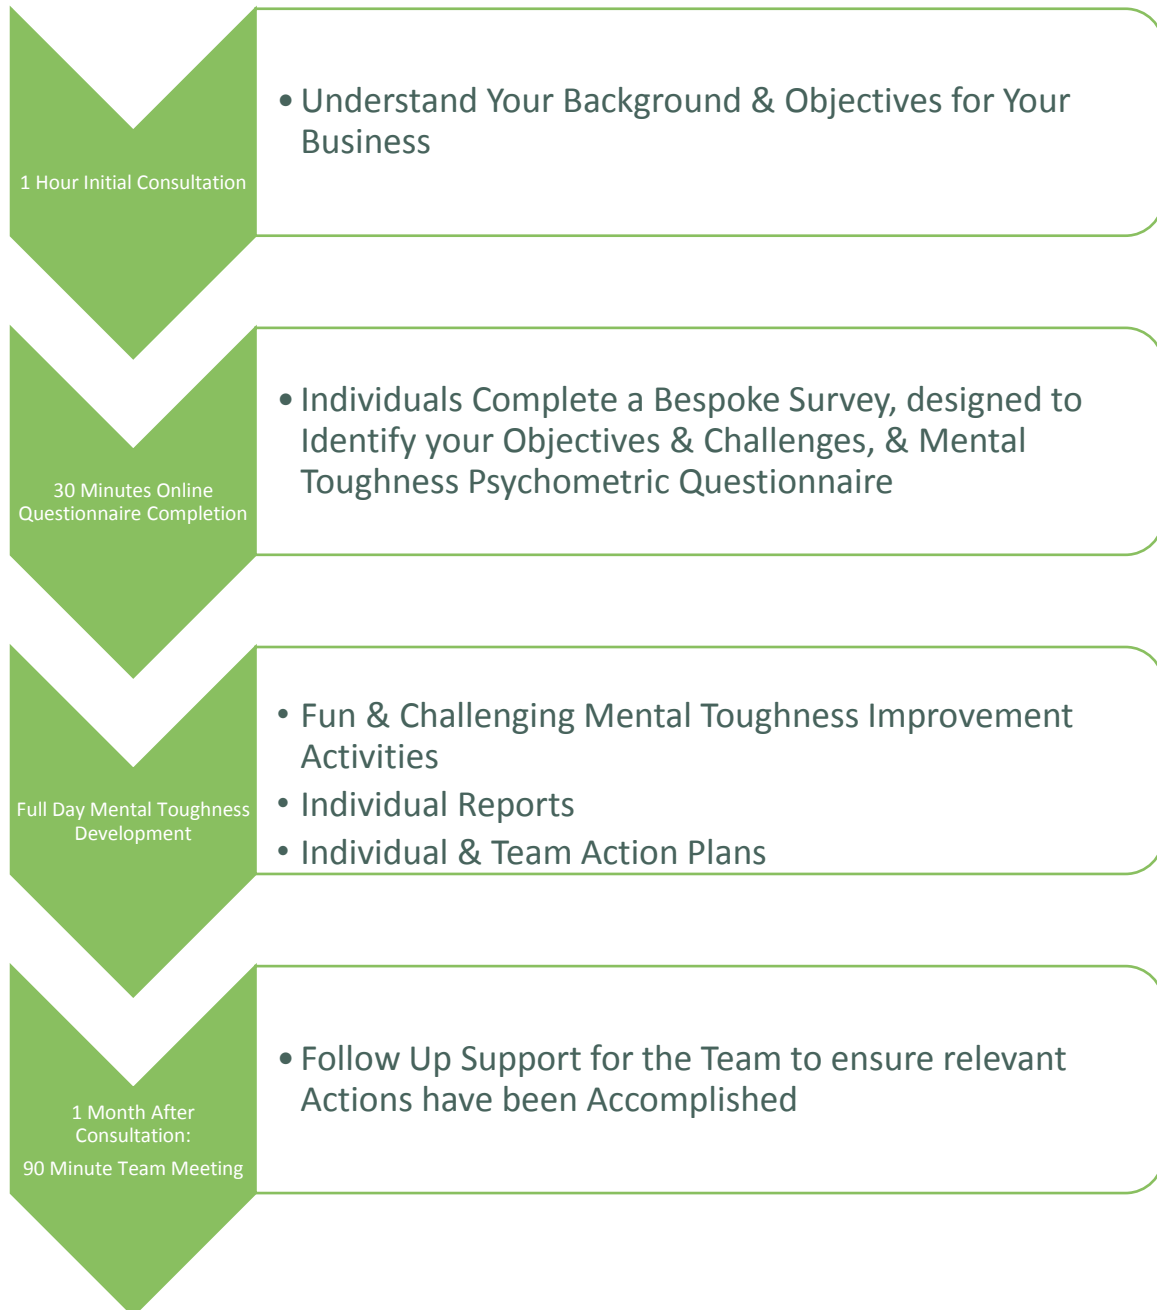 1 Hour Initial Consultation
• Understand Your Background & Objectives for Your
Business
30 Minutes Online
Questionnaire Completion
• Individuals Complete a Bespoke Survey, designed to
Identify your Objectives & Challenges, & Mental
Toughness Psychometric Questionnaire
Full Day Mental Toughness
Development
• Fun & Challenging Mental Toughness Improvement
Activities
• Individual Reports
• Individual & Team Action Plans
1 Month After
Consultation:
90 Minute Team Meeting
• Follow Up Support for the Team to ensure relevant
Actions have been Accomplished